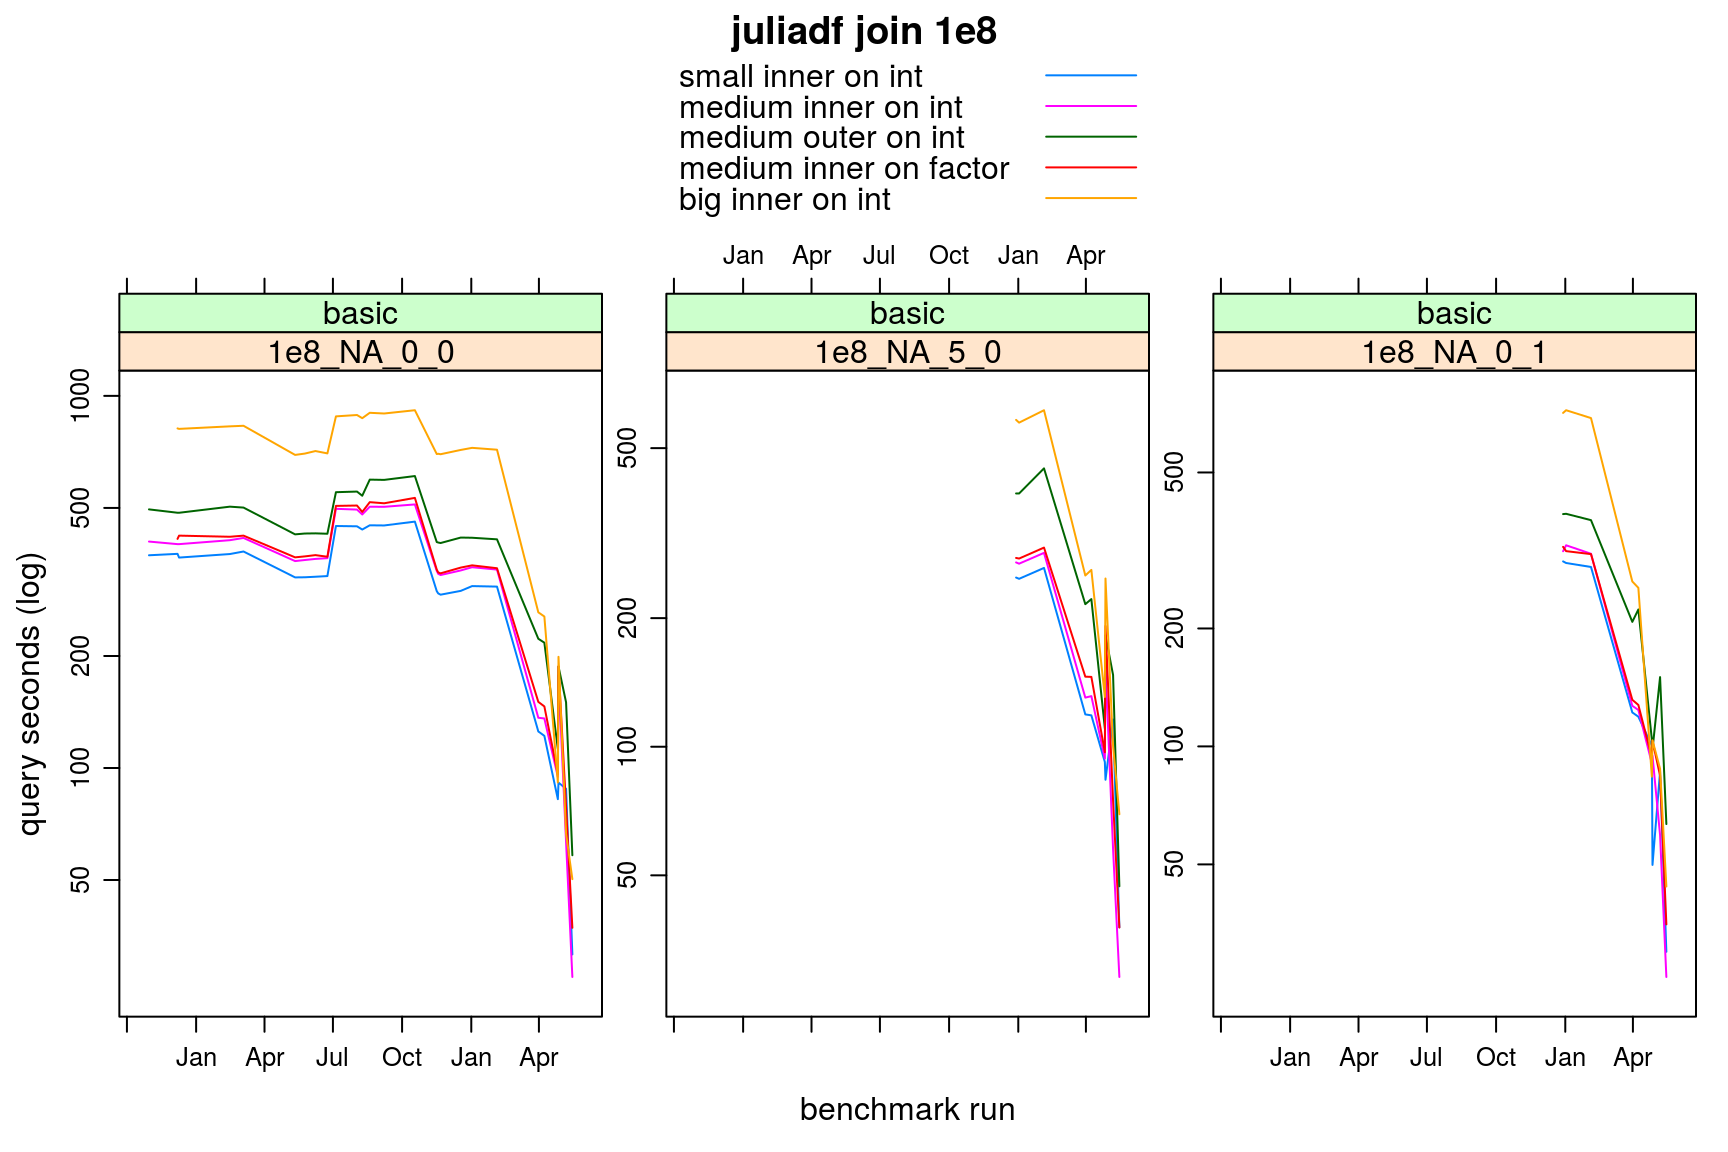 juliadf join 1e8
small inner on int
medium inner on int
medium outer on int
medium inner on factor
big inner on int
Jan Apr Jul Oct Jan Apr
basic basic basic
1e8_NA_0_0 1e8_NA_5_0 1e8_NA_0_1
query seconds (log)
1000
500
200
100
50
500
200
100
50
500
200
100
50
Jan Apr Jul Oct Jan Apr
Jan Apr Jul Oct Jan Apr
benchmark run